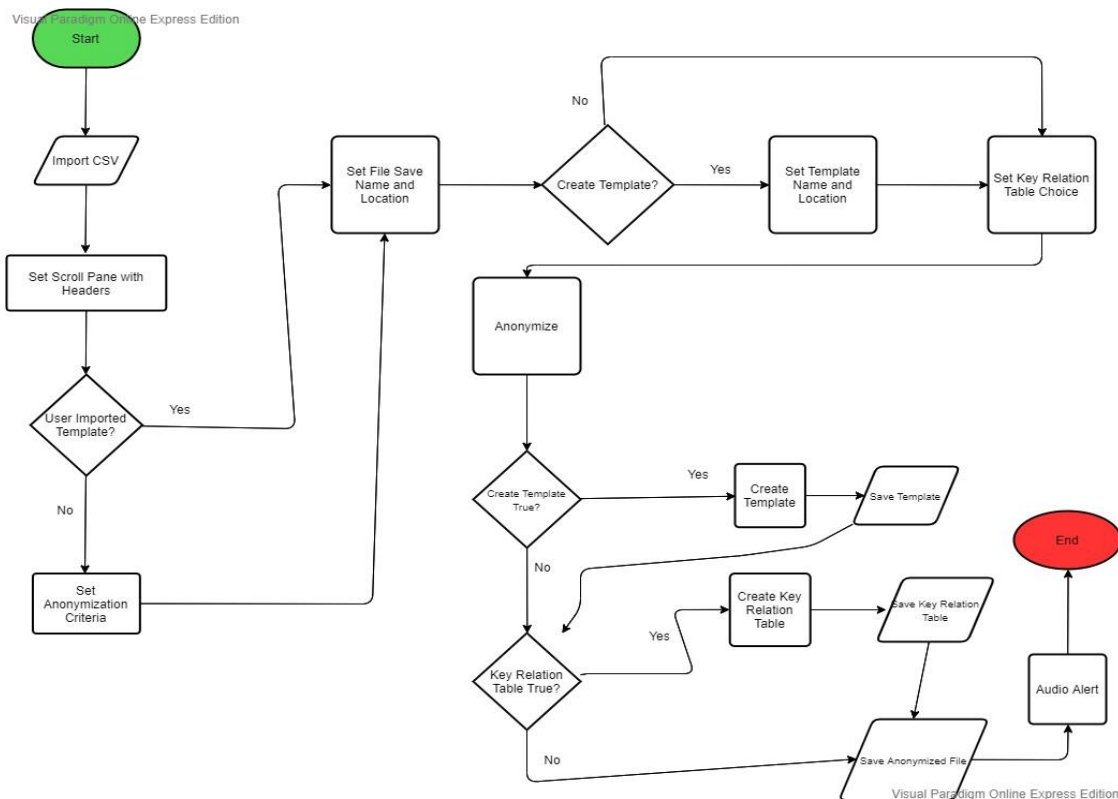 Visual Paradigm Online Express Edition
Start
Import CSV
Set Scroll Pane with
Headers
User Imported
Template?
Yes
No
Set
Anonymization
Criteria
Set File Save
Name and
Location
Create Template?
No
Yes
Set Template
Name and
Location
Set Key Relation
Table Choice
Anonymize
Create Template
True?
Yes
Create
Template
Save Template
No
Key Relation
Table True?
Yes
Create Key
Relation
Table
Save Key Relation
Table
No
Save Anonymized File
Audio Alert
End
Visual Paradigm Online Express Edition